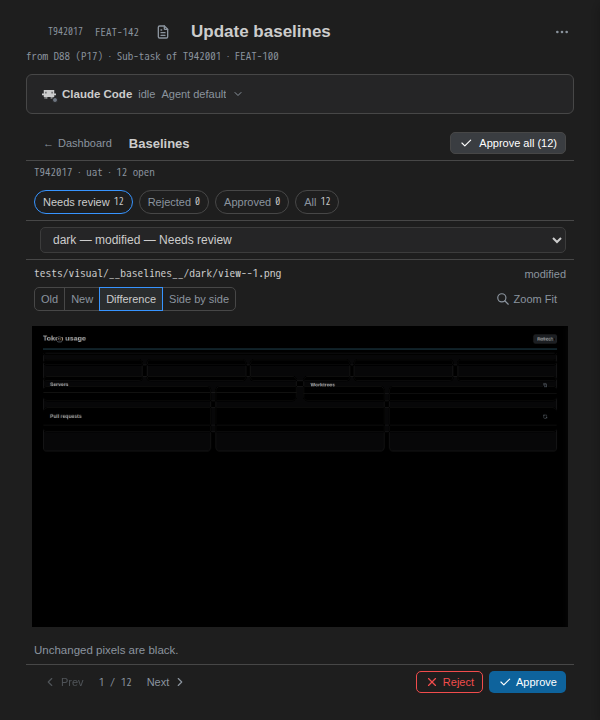 T942017 FEAT-142 Update baselines
from D88 (P17) · Sub-task of T942001 · FEAT-100
Claude Code idle Agent default
← Dashboard Baselines Approve all (12)
T942017 · uat · 12 open
Needs review 12 Rejected 0 Approved 0 All 12
dark — modified — Needs review
tests/visual/__baselines__/dark/view--1.png modified
Old New Difference Side by side Zoom Fit
usage Refresh
Servers Worktrees
Pull requests
Unchanged pixels are black.
Prev 1 / 12 Next Reject Approve